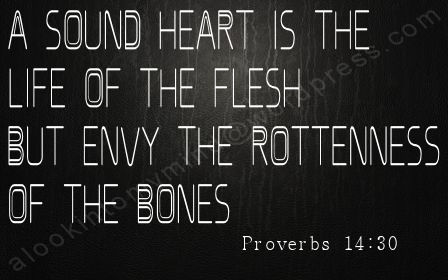 A SOUND HEART IS THE
LIFE OF THE FLESH
BUT ENVY THE ROTTENNESS
OF THE BONES
Proverbs 14:30